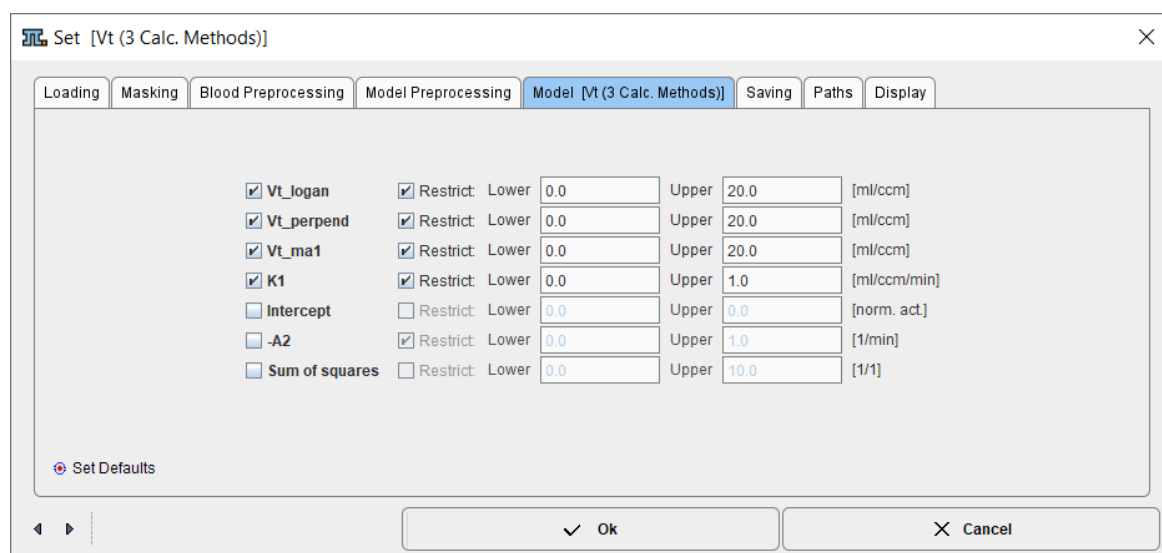 Set [Vt (3 Calc. Methods)]
Loading Masking Blood Preprocessing Model Preprocessing Model [Vt (3 Calc. Methods)] Saving Paths Display
Vt_logan Restrict: Lower 0.0 Upper 20.0 [ml/ccm]
Vt_perpend Restrict: Lower 0.0 Upper 20.0 [ml/ccm]
Vt_ma1 Restrict: Lower 0.0 Upper 20.0 [ml/ccm]
K1 Restrict: Lower 0.0 Upper 1.0 [ml/ccm/min]
Intercept Restrict: Lower 0.0 Upper 0.0 [norm. act.]
-A2 Restrict: Lower 0.0 Upper 1.0 [1/min]
Sum of squares Restrict: Lower 0.0 Upper 10.0 [1/1]
Set Defaults
Ok Cancel